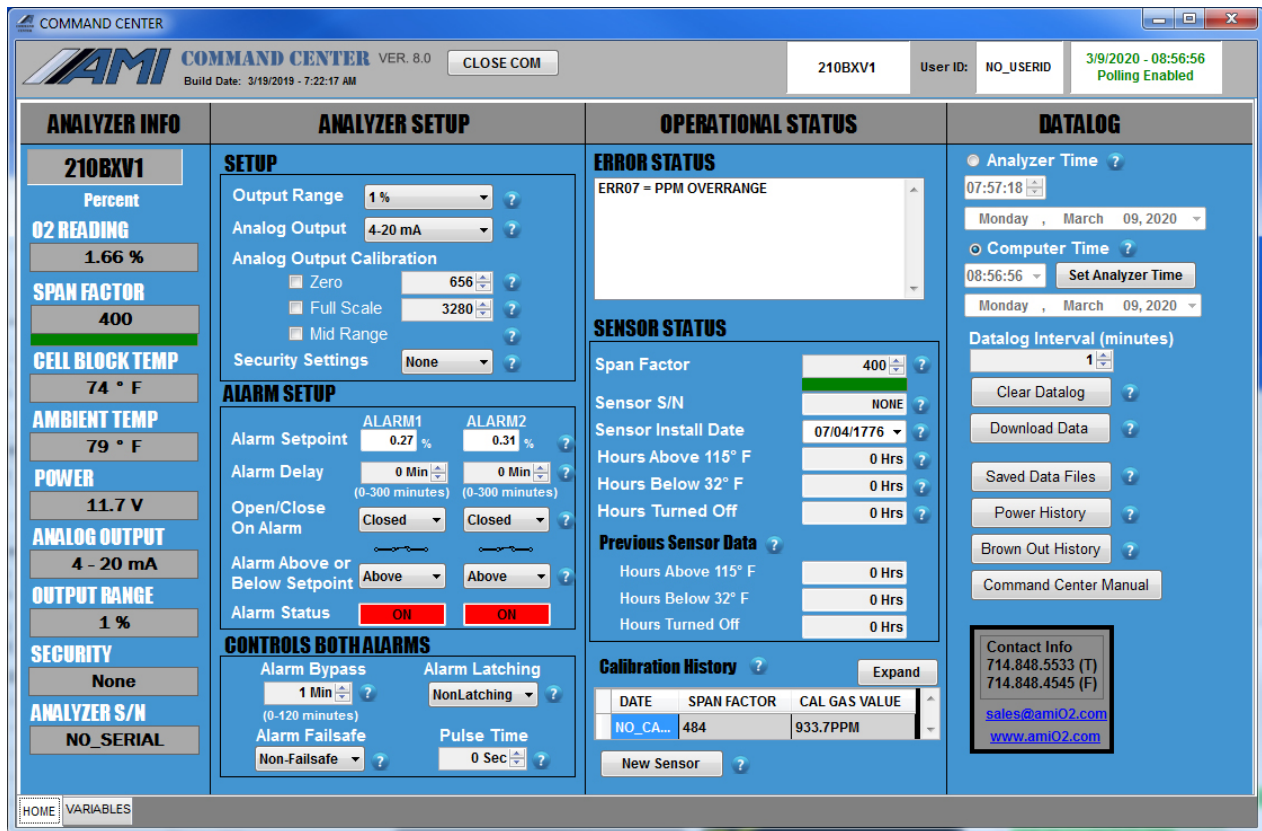 COMMAND CENTER
AMI
COMMAND CENTER VER. 8.0
Build Date: 3/19/2019 - 7:22:17 AM
CLOSE COM
210BXV1
User ID:
NO_USERID
3/9/2020 - 08:56:56
Polling Enabled
ANALYZER INFO
210BXV1
Percent
O2 READING
1.66 %
SPAN FACTOR
400
CELL BLOCK TEMP
74 ° F
AMBIENT TEMP
79 ° F
POWER
11.7 V
ANALOG OUTPUT
4 - 20 mA
OUTPUT RANGE
1 %
SECURITY
None
ANALYZER S/N
NO_SERIAL
ANALYZER SETUP
SETUP
Output Range 1 % ?
Analog Output 4-20 mA ?
Analog Output Calibration
Zero 656 ?
Full Scale 3280 ?
Mid Range ?
Security Settings None ?
ALARM SETUP
ALARM1 ALARM2
Alarm Setpoint 0.27 % 0.31 % ?
Alarm Delay 0 Min 0 Min ?
(0-300 minutes) (0-300 minutes)
Open/Close
On Alarm
Closed Closed ?
Alarm Above or
Below Setpoint
Above Above ?
Alarm Status ON ON
CONTROLS BOTH ALARMS
Alarm Bypass Alarm Latching
1 Min ? NonLatching ?
(0-120 minutes)
Alarm Failsafe Pulse Time
Non-Failsafe ? 0 Sec ?
OPERATIONAL STATUS
ERROR STATUS
ERR07 = PPM OVERRANGE
SENSOR STATUS
Span Factor 400 ?
Sensor S/N NONE ?
Sensor Install Date 07/04/1776 ?
Hours Above 115° F 0 Hrs ?
Hours Below 32° F 0 Hrs ?
Hours Turned Off 0 Hrs ?
Previous Sensor Data ?
Hours Above 115° F 0 Hrs
Hours Below 32° F 0 Hrs
Hours Turned Off 0 Hrs
Calibration History ? Expand
DATE SPAN FACTOR CAL GAS VALUE
NO_CA... 484 933.7PPM
New Sensor ?
DATALOG
Analyzer Time ?
07:57:18
Monday , March 09, 2020
Computer Time ?
08:56:56 Set Analyzer Time
Monday , March 09, 2020
Datalog Interval (minutes)
1
Clear Datalog ?
Download Data ?
Saved Data Files ?
Power History ?
Brown Out History ?
Command Center Manual
Contact Info
714.848.5533 (T)
714.848.4545 (F)
sales@amiO2.com
www.amiO2.com
HOME VARIABLES